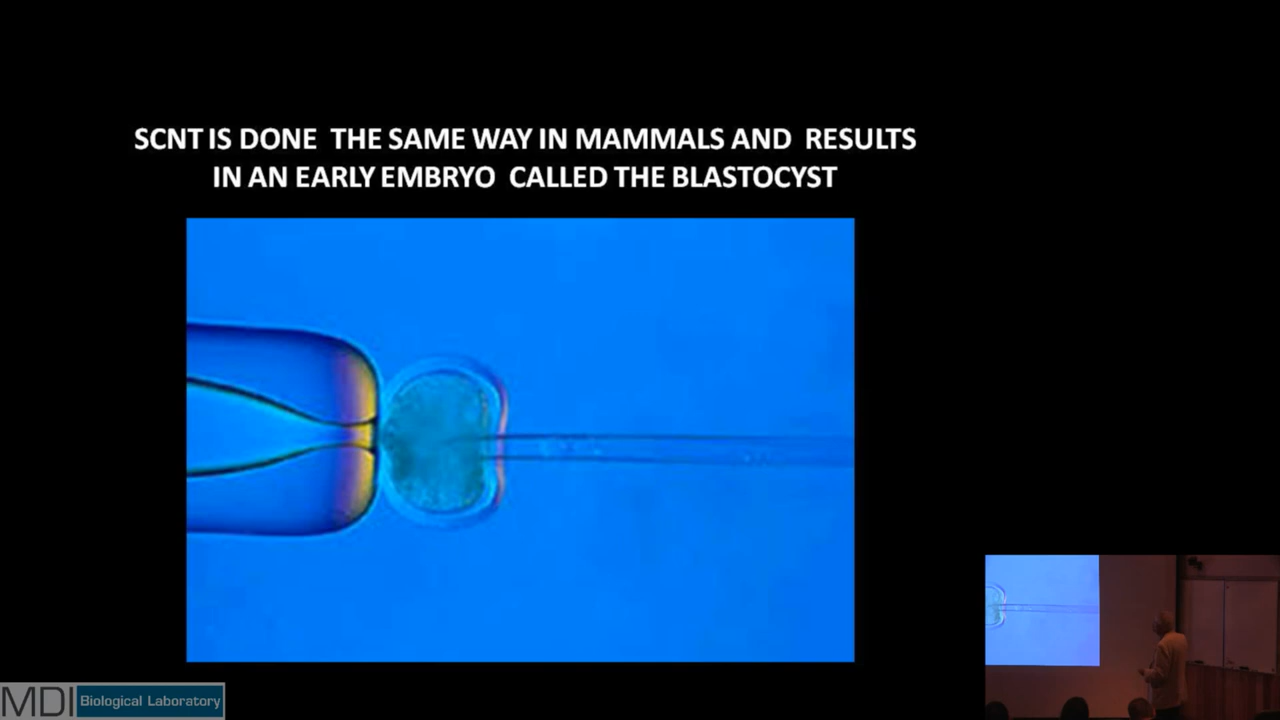 SCNT IS DONE THE SAME WAY IN MAMMALS AND RESULTS
IN AN EARLY EMBRYO CALLED THE BLASTOCYST
MDI Biological Laboratory